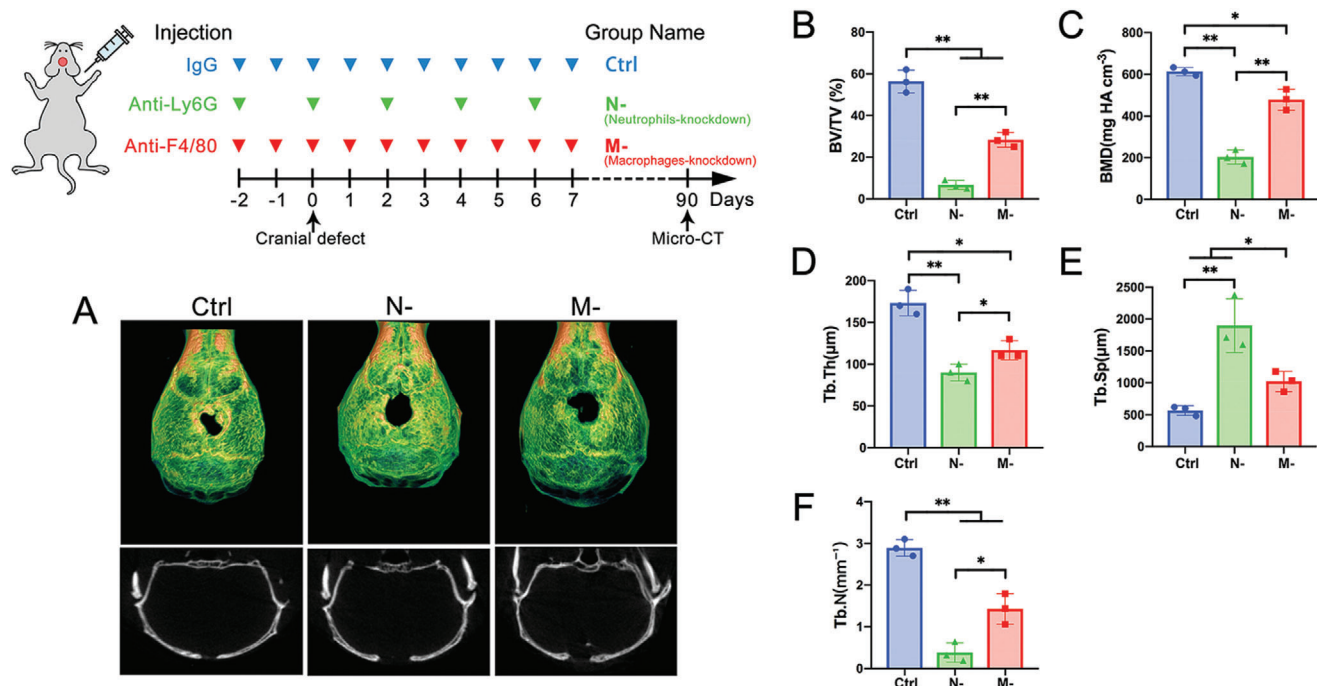 Injection
Group Name
IgG
Ctrl
Anti-Ly6G
N-
(Neutrophils-knockdown)
Anti-F4/80
M-
(Macrophages-knockdown)
-2 -1 0 1 2 3 4 5 6 7 90 Days
Cranial defect
Micro-CT
A
Ctrl N- M-
B
BV/TV (%)
80
60
40
20
0
** **
Ctrl N- M-
C
BMD(mg HA cm⁻³)
800
600
400
200
0
*
** **
Ctrl N- M-
D
Tb.Th(μm)
200
150
100
50
0
*
**
*
Ctrl N- M-
E
Tb.Sp(μm)
2500
2000
1500
1000
500
0
*
**
Ctrl N- M-
F
Tb.N(mm⁻¹)
4
3
2
1
0
**
*
Ctrl N- M-